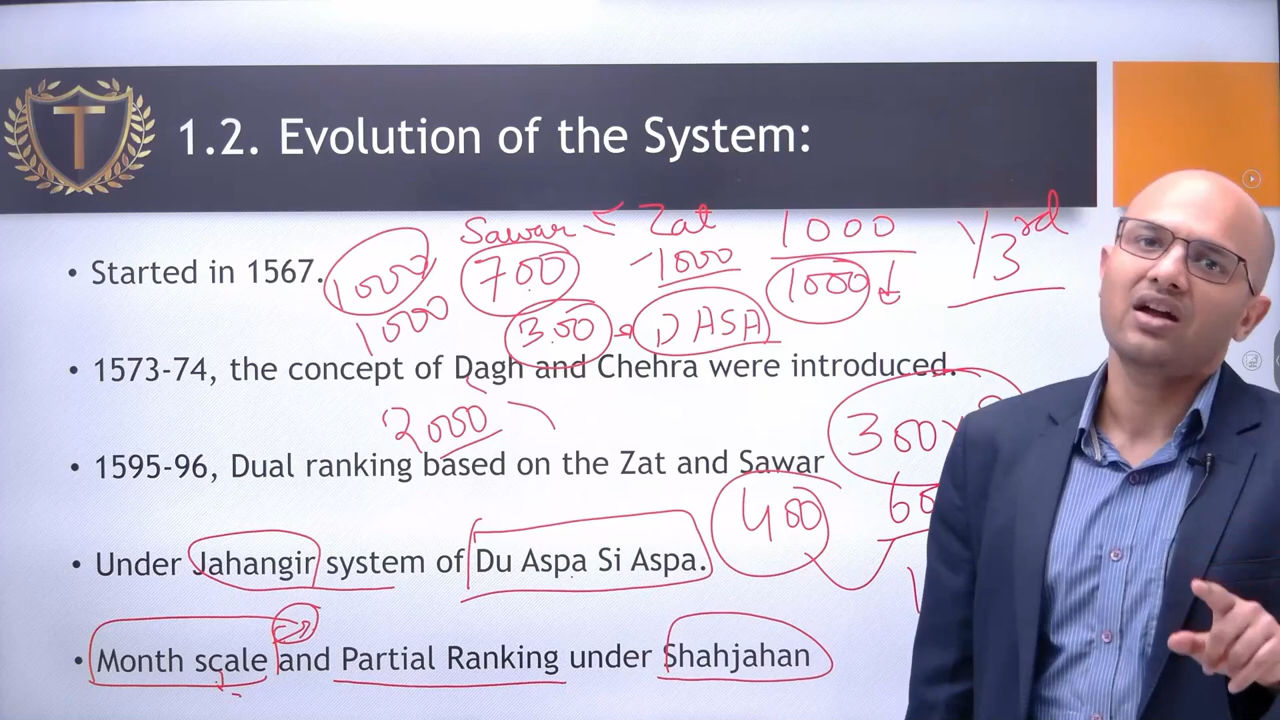 T
1.2. Evolution of the System:
Sawar < Zat 1000 1/3rd
• Started in 1567. 1000 700 1000 1000
1000 300 DASA
• 1573-74, the concept of Dagh and Chehra were introduced.
2000 300 x
• 1595-96, Dual ranking based on the Zat and Sawar
400 60
• Under Jahangir system of Du Aspa Si Aspa.
• Month scale and Partial Ranking under Shahjahan